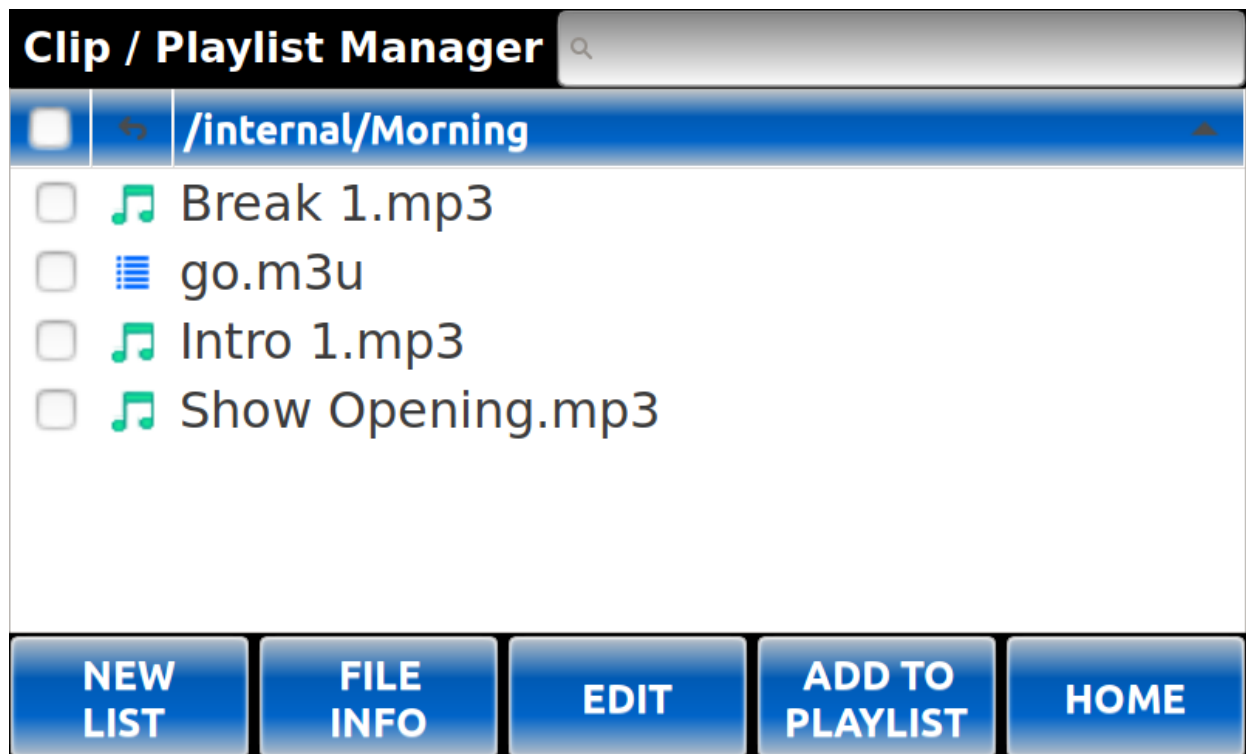 Clip / Playlist Manager
/internal/Morning
Break 1.mp3
go.m3u
Intro 1.mp3
Show Opening.mp3
NEW
LIST
FILE
INFO
EDIT
ADD TO
PLAYLIST
HOME